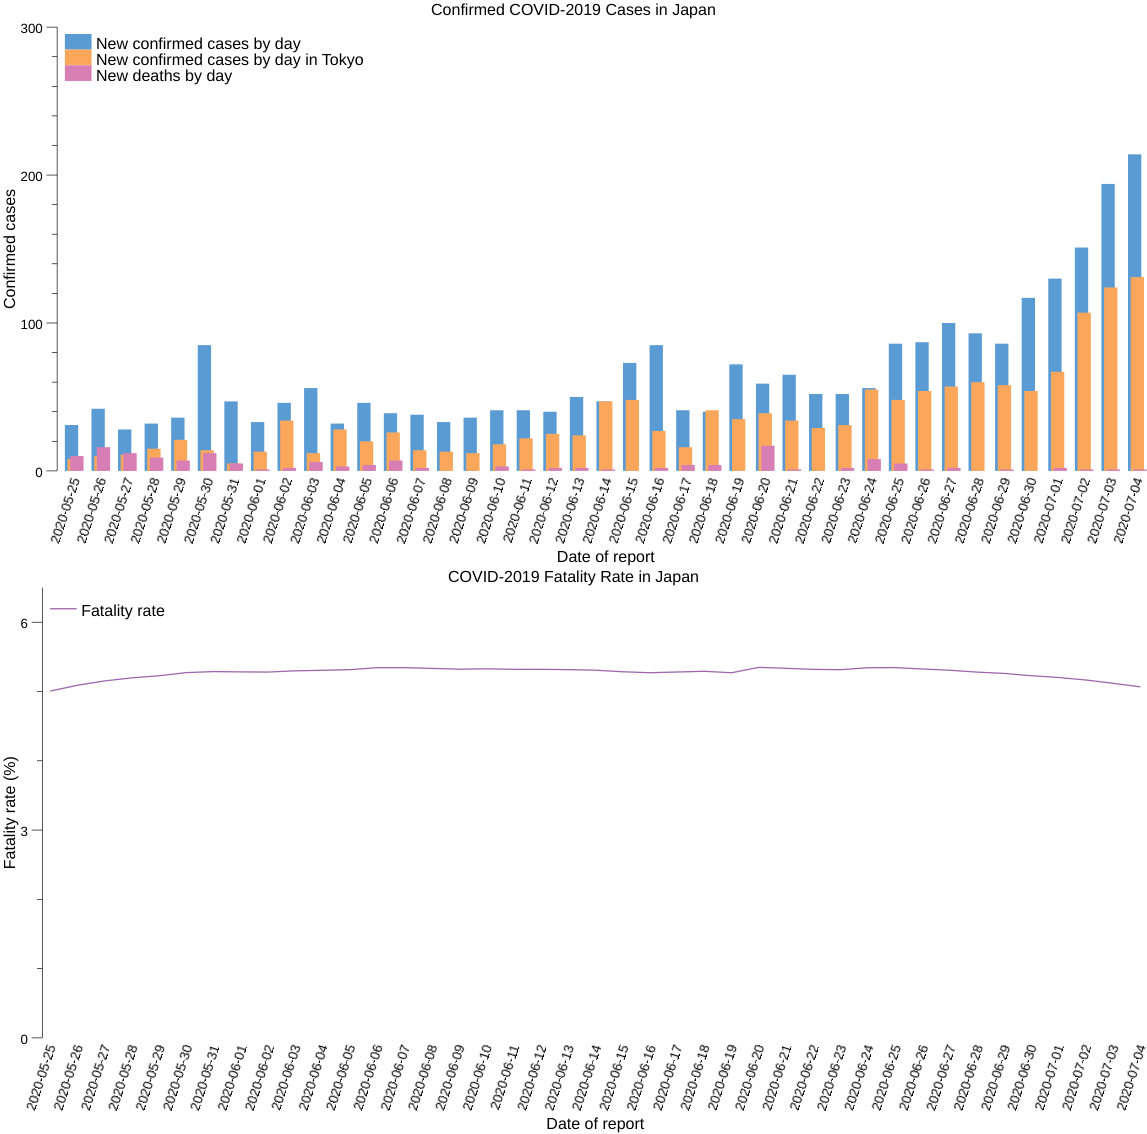 Confirmed COVID-2019 Cases in Japan
300
New confirmed cases by day
New confirmed cases by day in Tokyo
New deaths by day
200
Confirmed cases
100
0
2020-05-25 2020-05-26 2020-05-27 2020-05-28 2020-05-29 2020-05-30 2020-05-31 2020-06-01 2020-06-02 2020-06-03 2020-06-04 2020-06-05 2020-06-06 2020-06-07 2020-06-08 2020-06-09 2020-06-10 2020-06-11 2020-06-12 2020-06-13 2020-06-14 2020-06-15 2020-06-16 2020-06-17 2020-06-18 2020-06-19 2020-06-20 2020-06-21 2020-06-22 2020-06-23 2020-06-24 2020-06-25 2020-06-26 2020-06-27 2020-06-28 2020-06-29 2020-06-30 2020-07-01 2020-07-02 2020-07-03 2020-07-04
Date of report
COVID-2019 Fatality Rate in Japan
Fatality rate
6
Fatality rate (%)
3
0
2020-05-25 2020-05-26 2020-05-27 2020-05-28 2020-05-29 2020-05-30 2020-05-31 2020-06-01 2020-06-02 2020-06-03 2020-06-04 2020-06-05 2020-06-06 2020-06-07 2020-06-08 2020-06-09 2020-06-10 2020-06-11 2020-06-12 2020-06-13 2020-06-14 2020-06-15 2020-06-16 2020-06-17 2020-06-18 2020-06-19 2020-06-20 2020-06-21 2020-06-22 2020-06-23 2020-06-24 2020-06-25 2020-06-26 2020-06-27 2020-06-28 2020-06-29 2020-06-30 2020-07-01 2020-07-02 2020-07-03 2020-07-04
Date of report